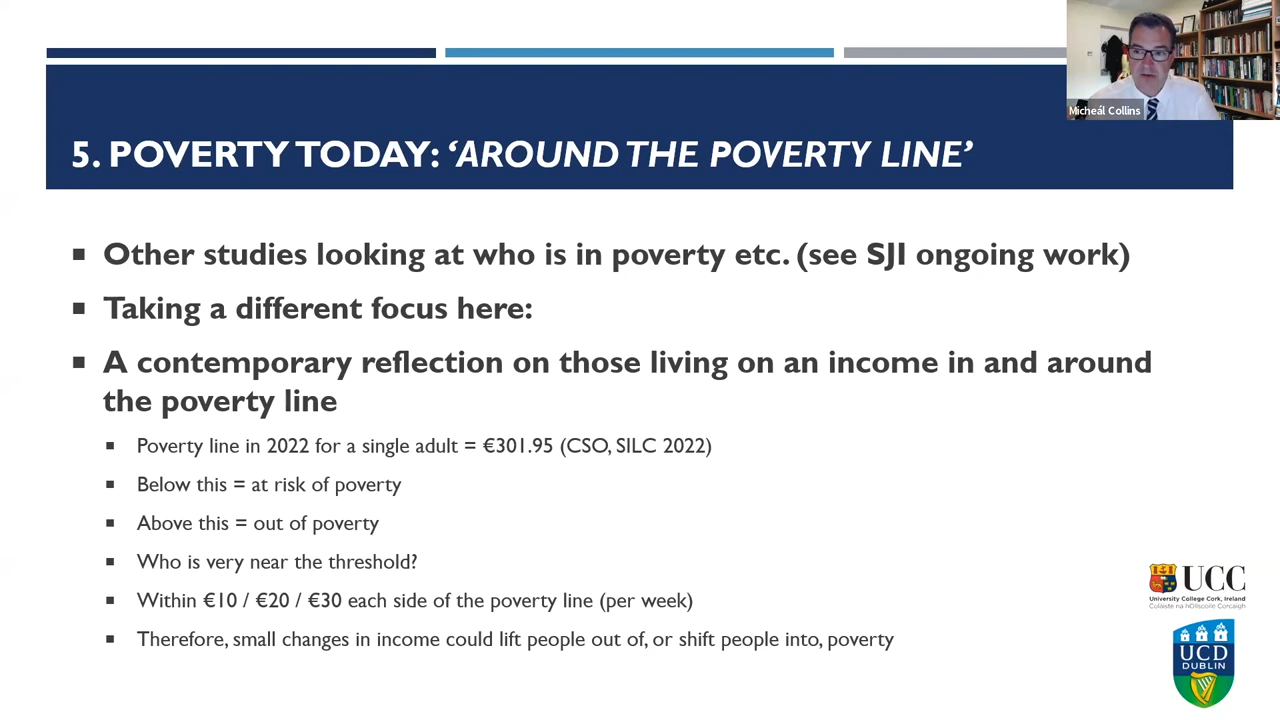 Micheál Collins
5. POVERTY TODAY: ‘AROUND THE POVERTY LINE’
Other studies looking at who is in poverty etc. (see SJI ongoing work)
Taking a different focus here:
A contemporary reflection on those living on an income in and around
the poverty line
Poverty line in 2022 for a single adult = €301.95 (CSO, SILC 2022)
Below this = at risk of poverty
Above this = out of poverty
Who is very near the threshold?
Within €10 / €20 / €30 each side of the poverty line (per week)
Therefore, small changes in income could lift people out of, or shift people into, poverty
UCC
University College Cork, Ireland
Coláiste na hOllscoile Corcaigh
UCD
DUBLIN